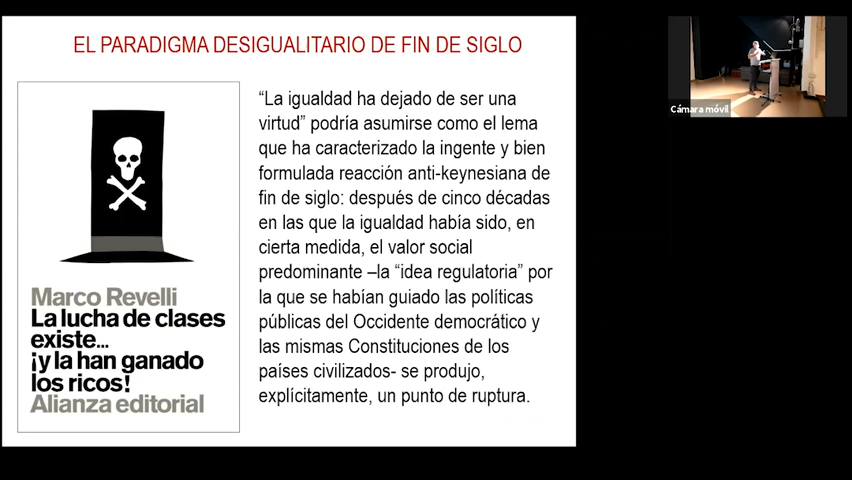 EL PARADIGMA DESIGUALITARIO DE FIN DE SIGLO
Marco Revelli
La lucha de clases
existe...
¡y la han ganado
los ricos!
Alianza editorial
“La igualdad ha dejado de ser una
virtud” podría asumirse como el lema
que ha caracterizado la ingente y bien
formulada reacción anti-keynesiana de
fin de siglo: después de cinco décadas
en las que la igualdad había sido, en
cierta medida, el valor social
predominante –la “idea regulatoria” por
la que se habían guiado las políticas
públicas del Occidente democrático y
las mismas Constituciones de los
países civilizados- se produjo,
explícitamente, un punto de ruptura.
Cámara móvil